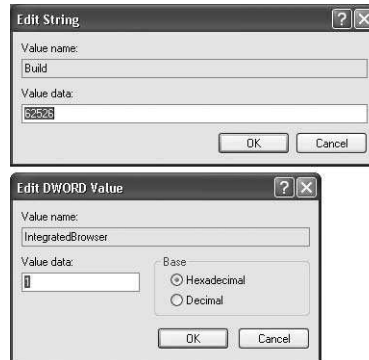 Edit String
Value name:
Build
Value data:
62526
OK Cancel
Edit DWORD Value
Value name:
IntegratedBrowser
Value data:
1
Base
Hexadecimal
Decimal
OK Cancel